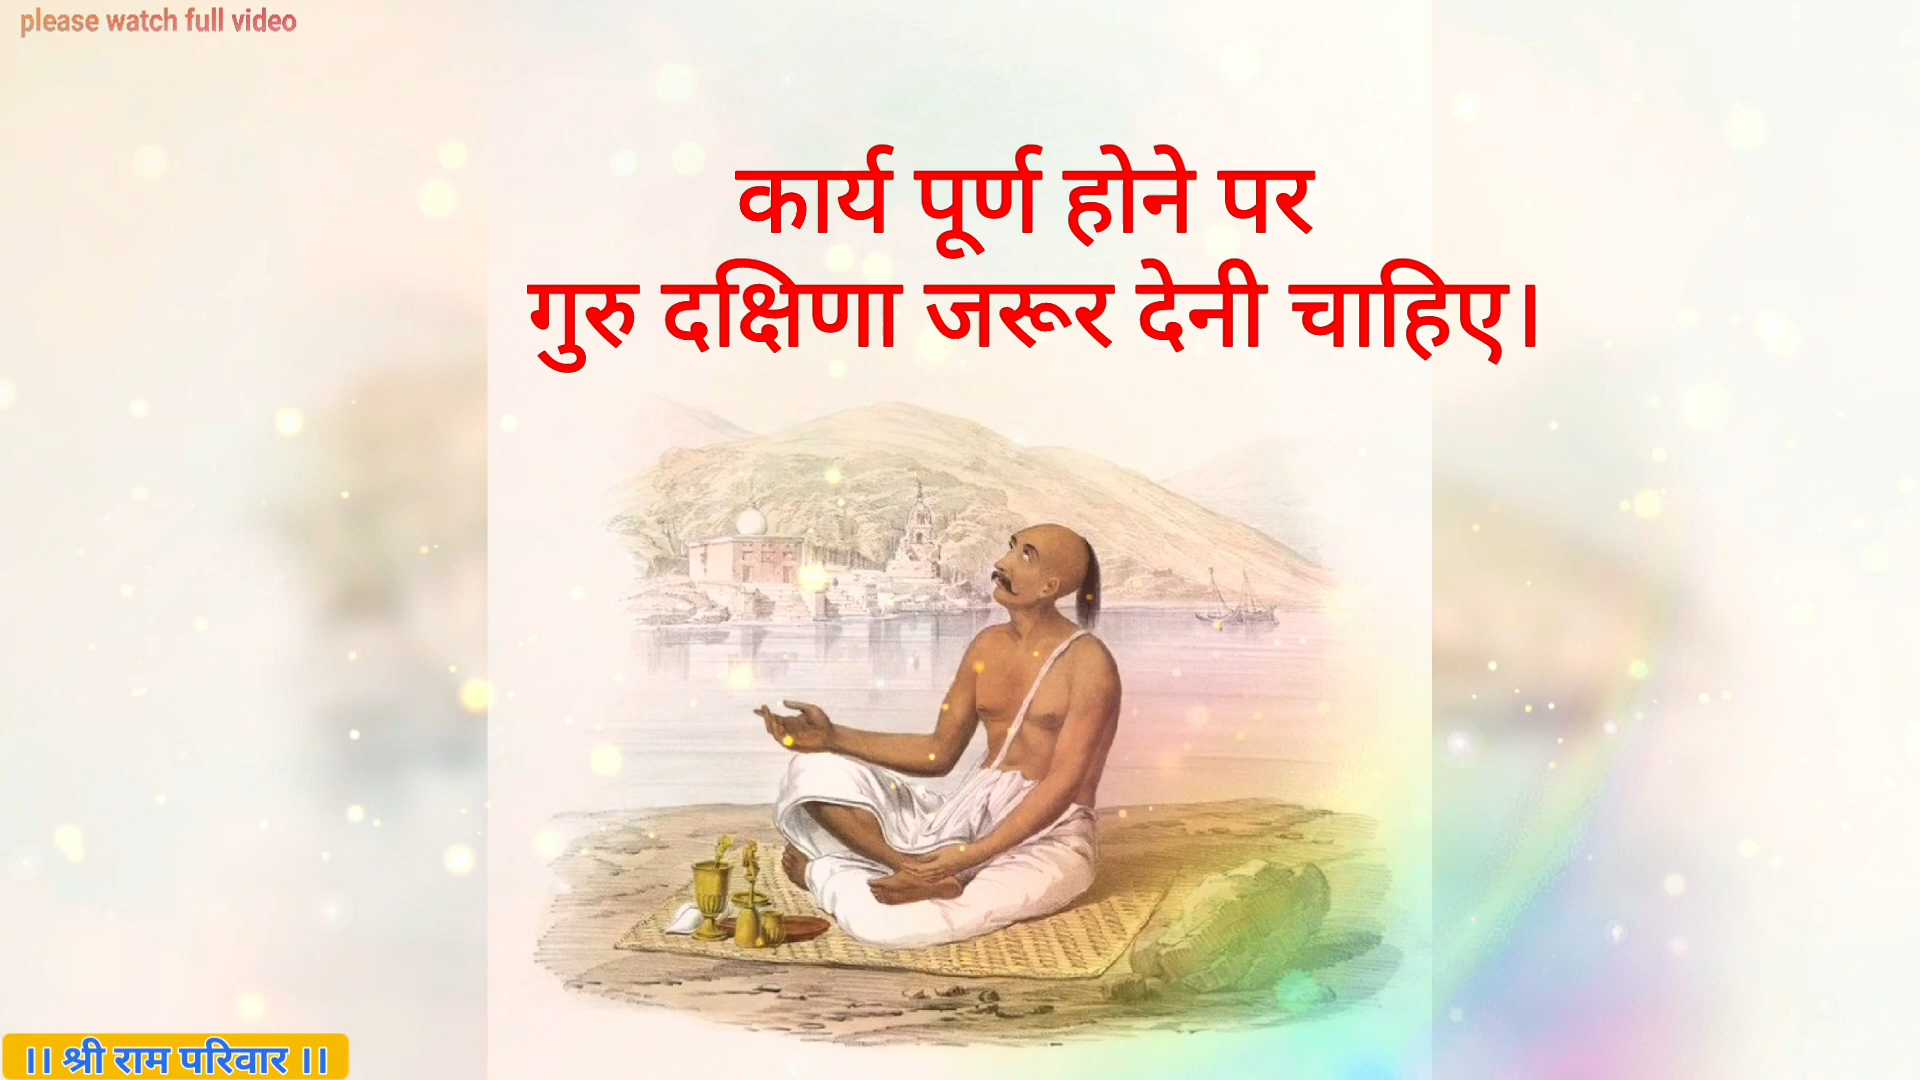 please watch full video
कार्य पूर्ण होने पर
गुरु दक्षिणा जरूर देनी चाहिए।
।। श्री राम परिवार ।।